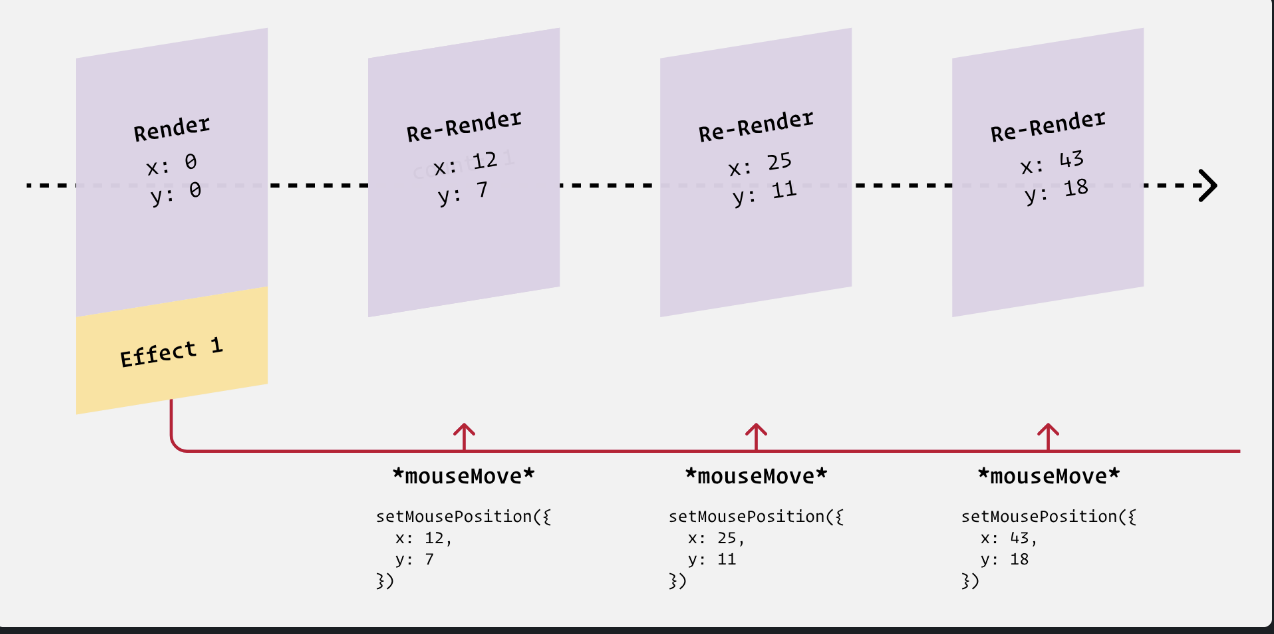 Render
x: 0
y: 0
Re-Render
x: 12
y: 7
Re-Render
x: 25
y: 11
Re-Render
x: 43
y: 18
Effect 1
*mouseMove*
setMousePosition({
x: 12,
y: 7
})
*mouseMove*
setMousePosition({
x: 25,
y: 11
})
*mouseMove*
setMousePosition({
x: 43,
y: 18
})